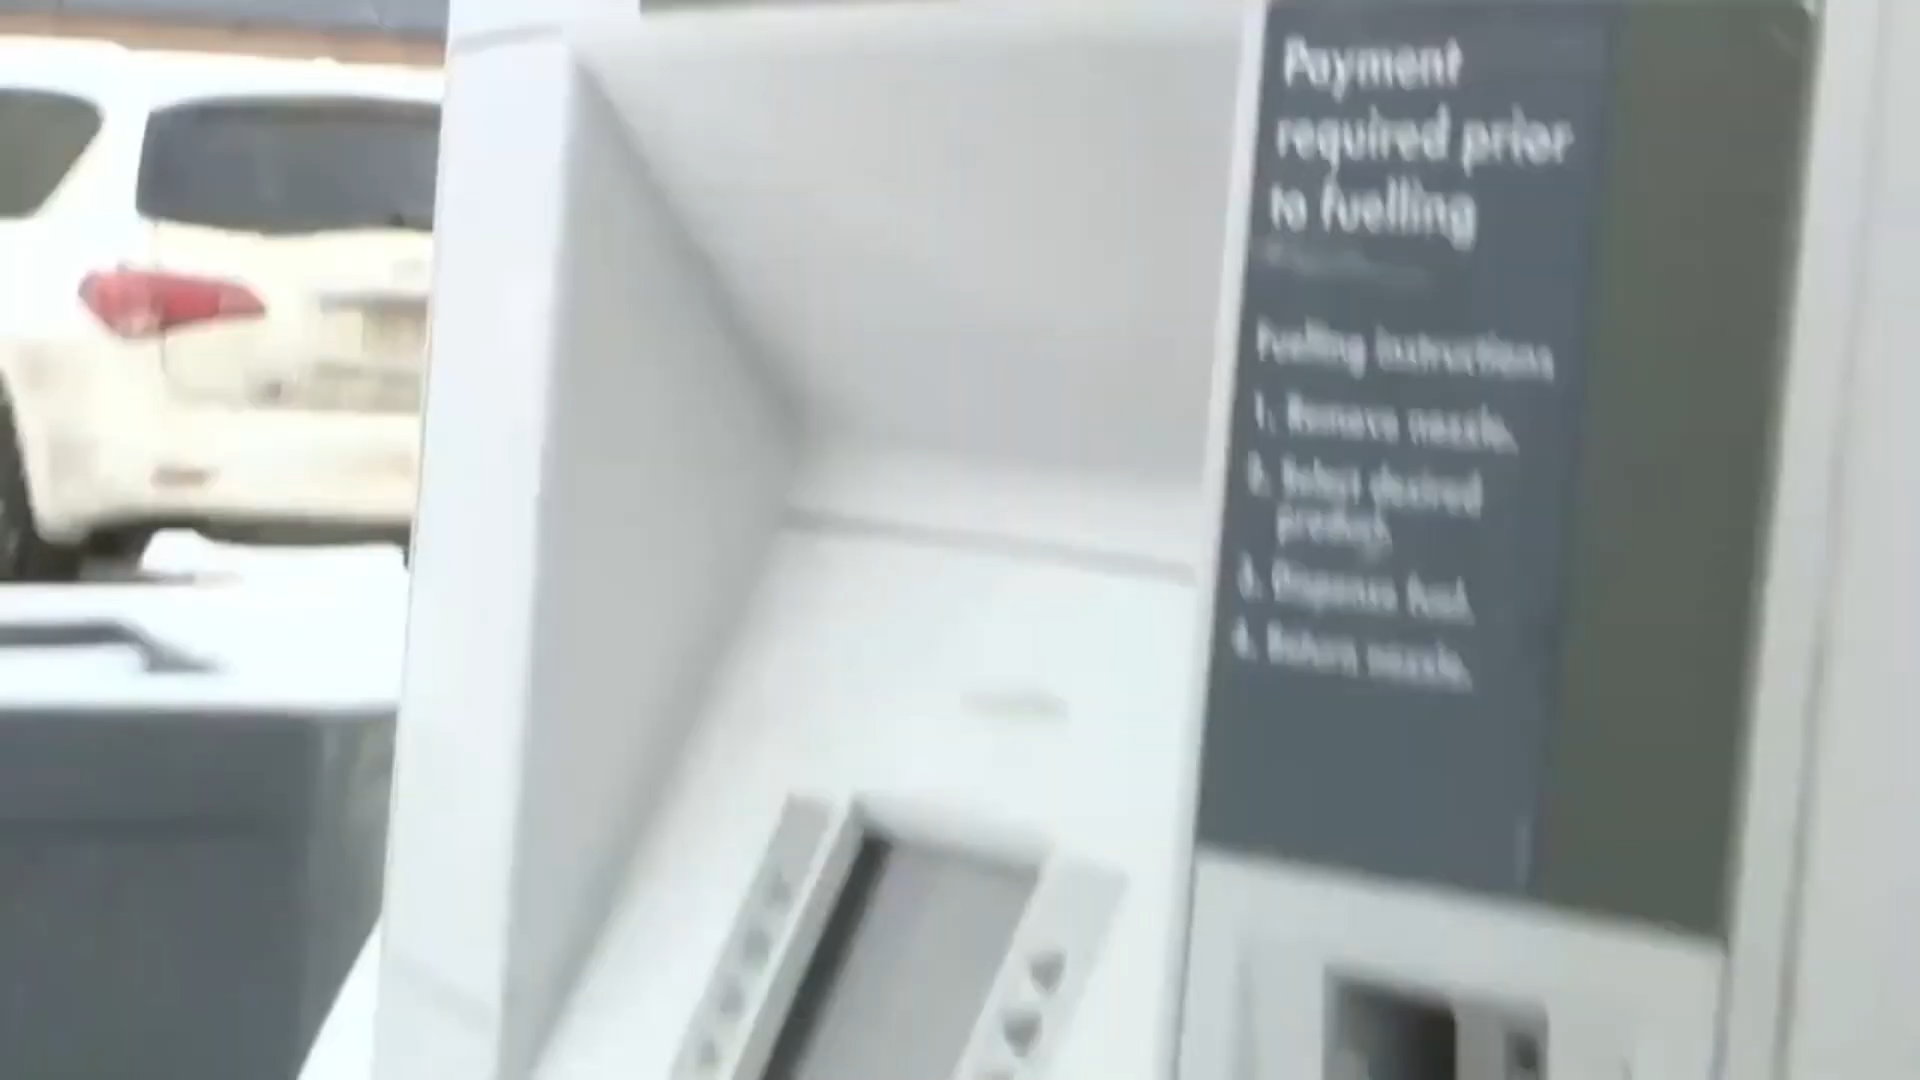 Payment
required prior
to fuelling
Fuelling instructions
1. Remove nozzle.
2. Select desired
product.
3. Dispense fuel.
4. Return nozzle.